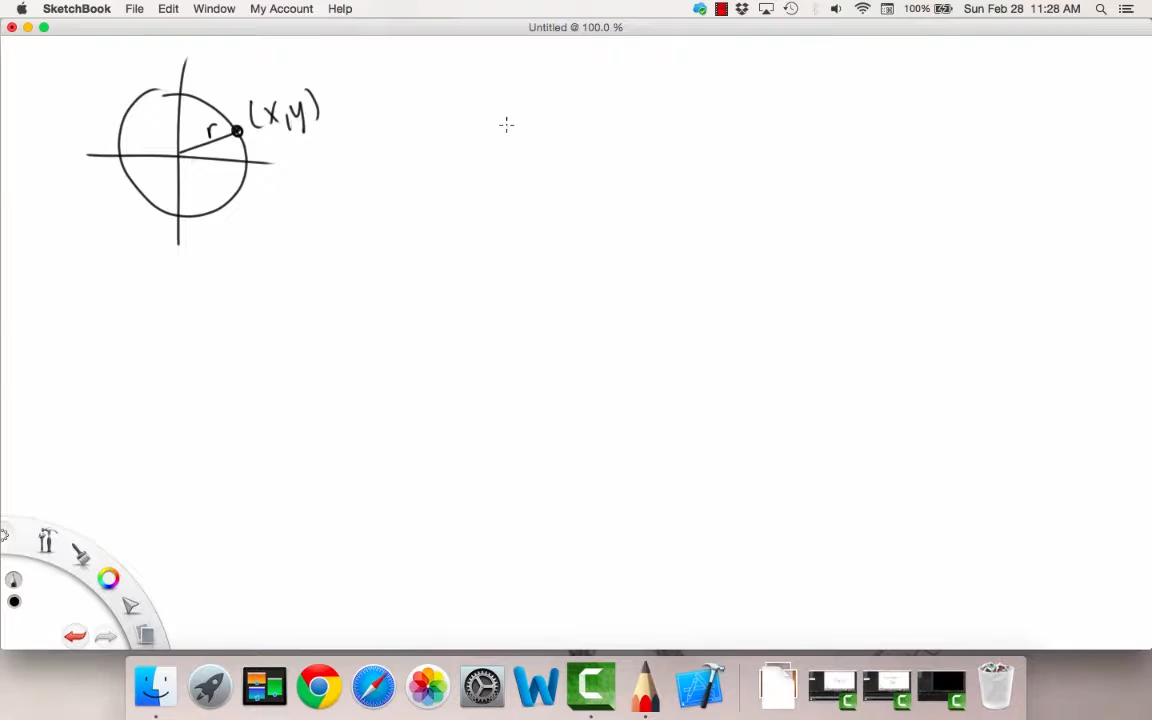 SketchBook File Edit Window My Account Help 100% Sun Feb 28 11:28 AM
Untitled @ 100.0 %
(x,y)
r